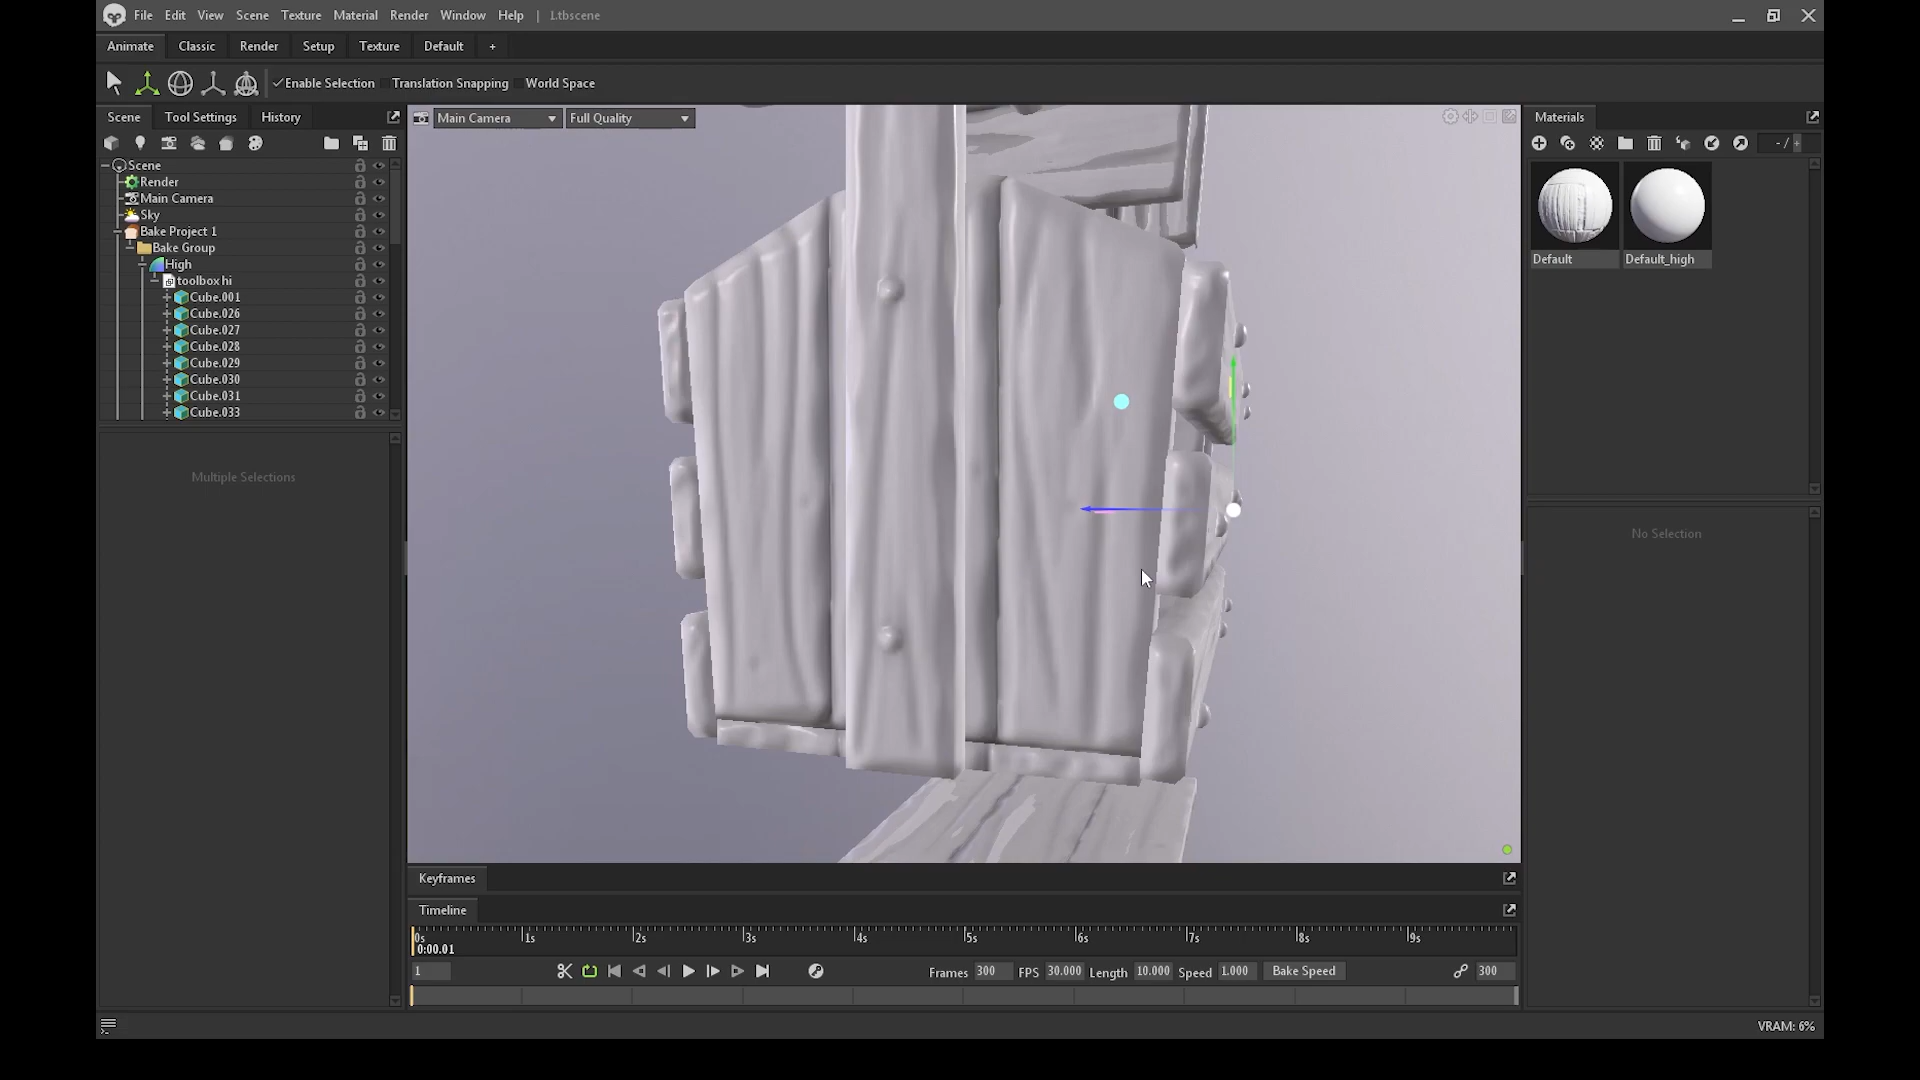 File Edit View Scene Texture Material Render Window Help | 1.tbscene
Animate Classic Render Setup Texture Default +
Enable Selection Translation Snapping World Space
Scene Tool Settings History
Main Camera Full Quality
Materials
- / +
Scene
Render
Main Camera
Sky
Bake Project 1
Bake Group
High
toolbox hi
Cube.001
Cube.026
Cube.027
Cube.028
Cube.029
Cube.030
Cube.031
Cube.033
Default Default_high
Multiple Selections
No Selection
Keyframes
Timeline
0s 1s 2s 3s 4s 5s 6s 7s 8s 9s
0:00.01
1 Frames 300 FPS 30.000 Length 10.000 Speed 1.000 Bake Speed 300
VRAM: 6%